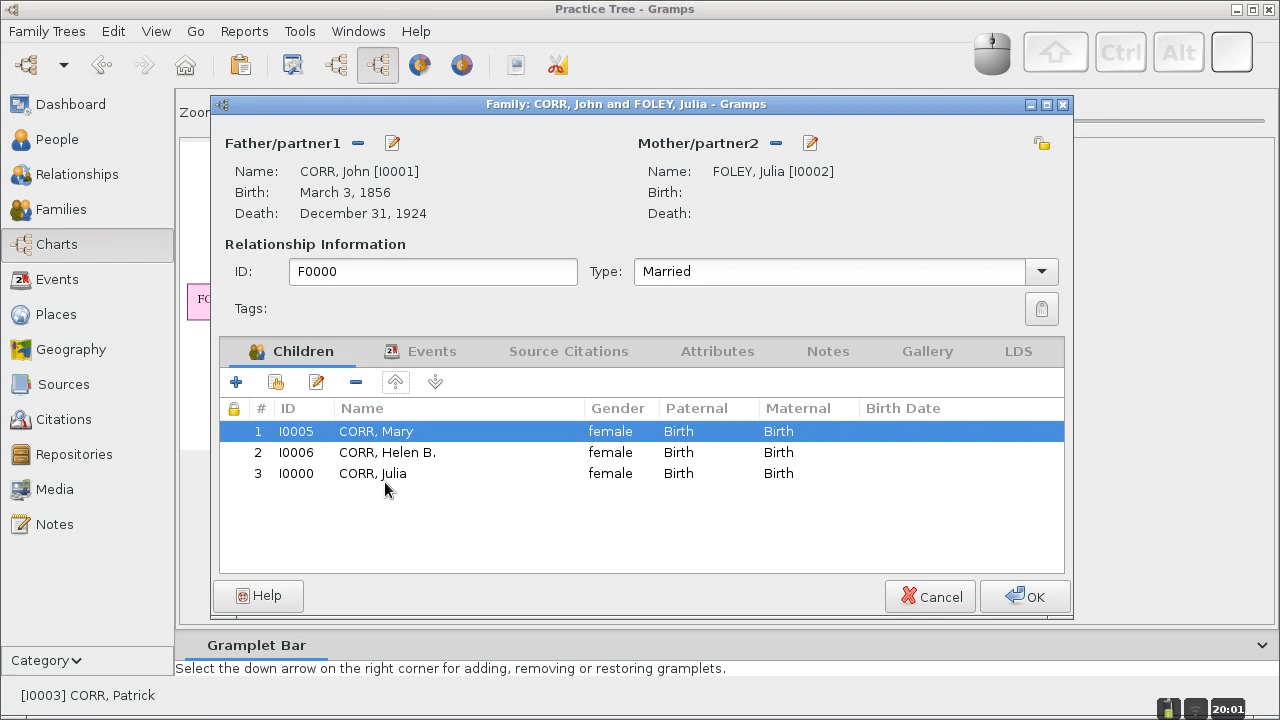 Practice Tree - Gramps
Family Trees Edit View Go Reports Tools Windows Help
Ctrl Alt
Dashboard
People
Relationships
Families
Charts
Events
Places
Geography
Sources
Citations
Repositories
Media
Notes
Category
Zoom
FO
Family: CORR, John and FOLEY, Julia - Gramps
Father/partner1 Mother/partner2
Name: CORR, John [I0001] Name: FOLEY, Julia [I0002]
Birth: March 3, 1856 Birth:
Death: December 31, 1924 Death:
Relationship Information
ID: F0000 Type: Married
Tags:
Children Events Source Citations Attributes Notes Gallery LDS
# ID Name Gender Paternal Maternal Birth Date
1 I0005 CORR, Mary female Birth Birth
2 I0006 CORR, Helen B. female Birth Birth
3 I0000 CORR, Julia female Birth Birth
Help Cancel OK
Gramplet Bar
Select the down arrow on the right corner for adding, removing or restoring gramplets.
[I0003] CORR, Patrick
20:01